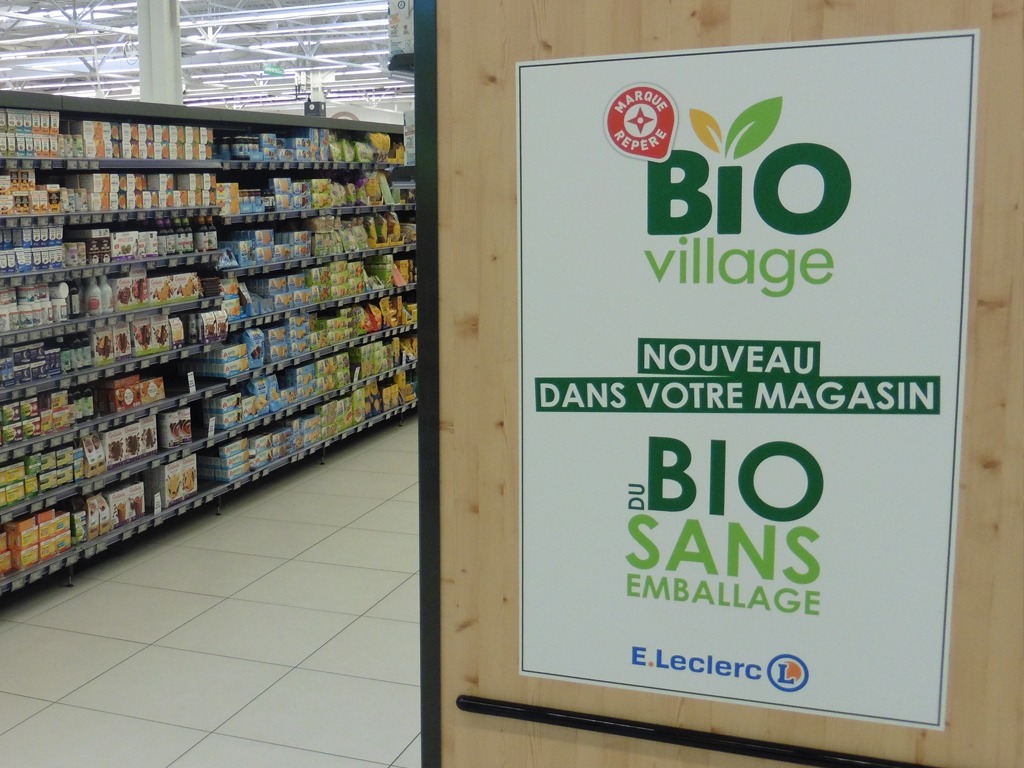 MARQUE
REPÈRE
BiO
village
NOUVEAU
DANS VOTRE MAGASIN
DU BIO
SANS
EMBALLAGE
E.Leclerc L